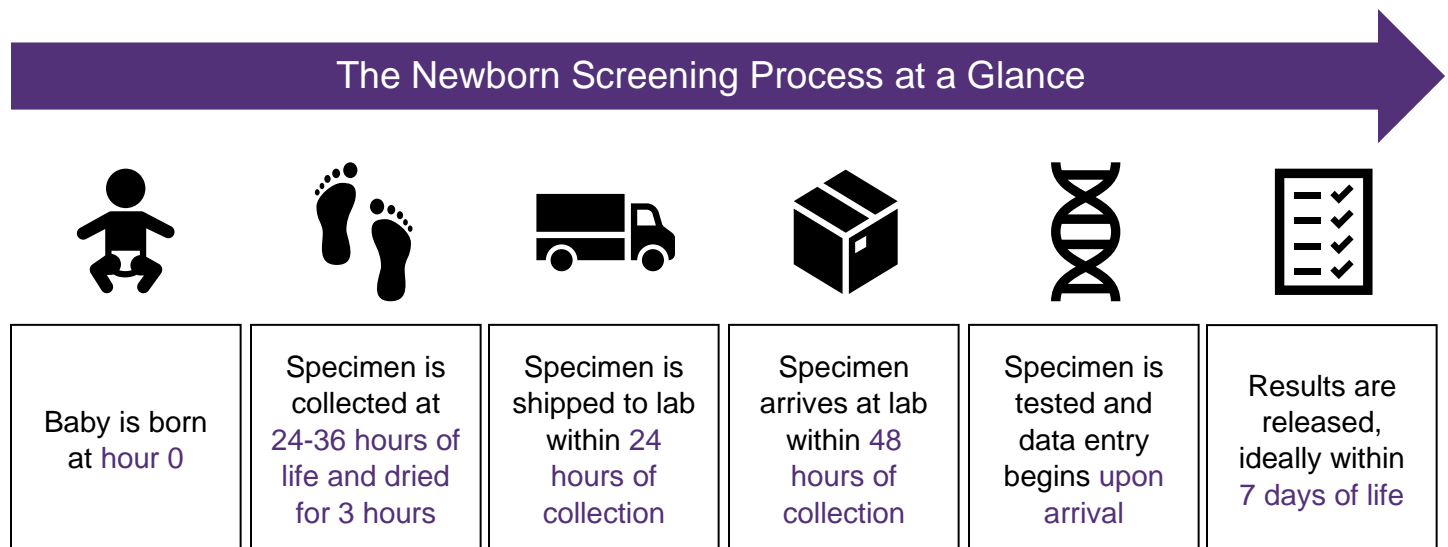 The Newborn Screening Process at a Glance
Baby is born
at hour 0
Specimen is
collected at
24-36 hours of
life and dried
for 3 hours
Specimen is
shipped to lab
within 24
hours of
collection
Specimen
arrives at lab
within 48
hours of
collection
Specimen is
tested and
data entry
begins upon
arrival
Results are
released,
ideally within
7 days of life